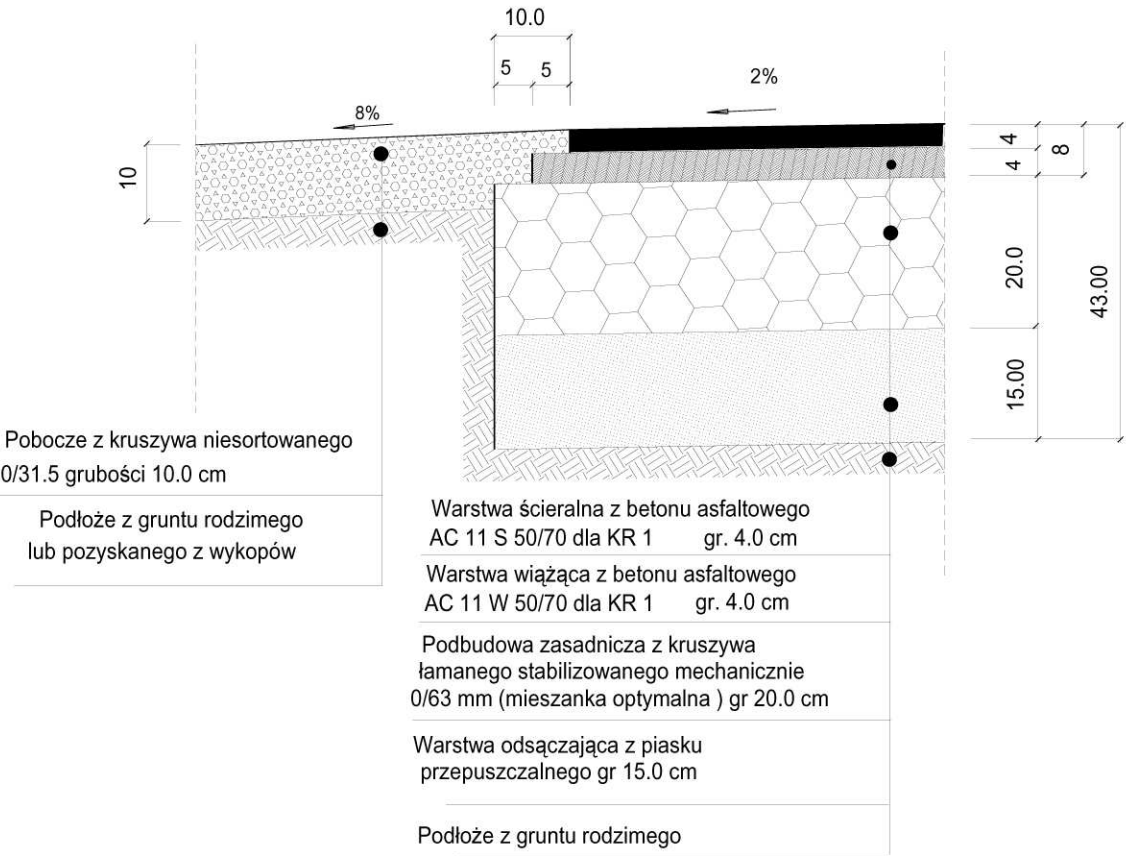 10.0
5 5
2%
8%
10
4
4
8
20.0
43.00
15.00
Pobocze z kruszywa niesortowanego
0/31.5 grubości 10.0 cm
Podłoże z gruntu rodzimego
lub pozyskanego z wykopów
Warstwa ścieralna z betonu asfaltowego
AC 11 S 50/70 dla KR 1 gr. 4.0 cm
Warstwa wiążąca z betonu asfaltowego
AC 11 W 50/70 dla KR 1 gr. 4.0 cm
Podbudowa zasadnicza z kruszywa
łamanego stabilizowanego mechanicznie
0/63 mm (mieszanka optymalna ) gr 20.0 cm
Warstwa odsączająca z piasku
przepuszczalnego gr 15.0 cm
Podłoże z gruntu rodzimego